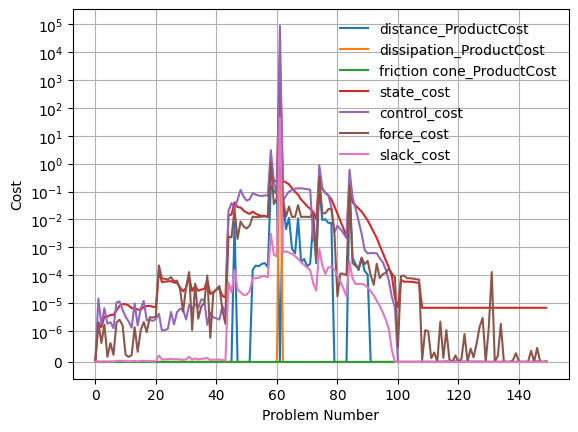 10^5
10^4
10^3
10^2
10^1
10^0
10^-1
10^-2
10^-3
10^-4
10^-5
10^-6
0
Cost
distance_ProductCost
dissipation_ProductCost
friction cone_ProductCost
state_cost
control_cost
force_cost
slack_cost
0 20 40 60 80 100 120 140
Problem Number